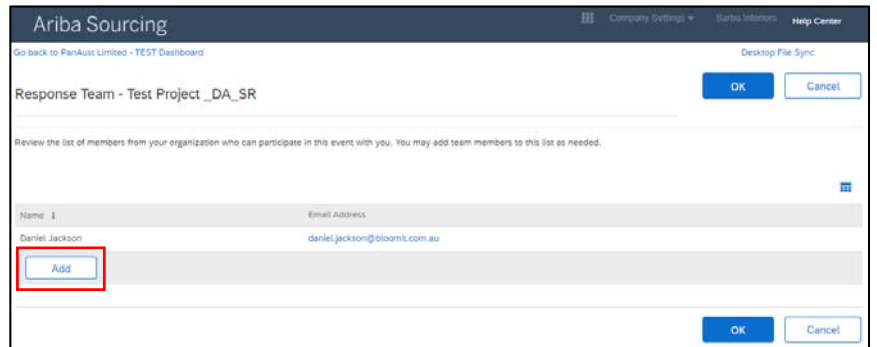 Ariba Sourcing
Company Settings
Help Center
Go back to PanAust Limited - TEST Dashboard
Desktop File Sync
Response Team - Test Project _DA_SR
OK
Cancel
Review the list of members from your organization who can participate in this event with you. You may add team members to this list as needed.
Name ↓ Email Address
Daniel Jackson daniel.jackson@bloomit.com.au
Add
OK Cancel